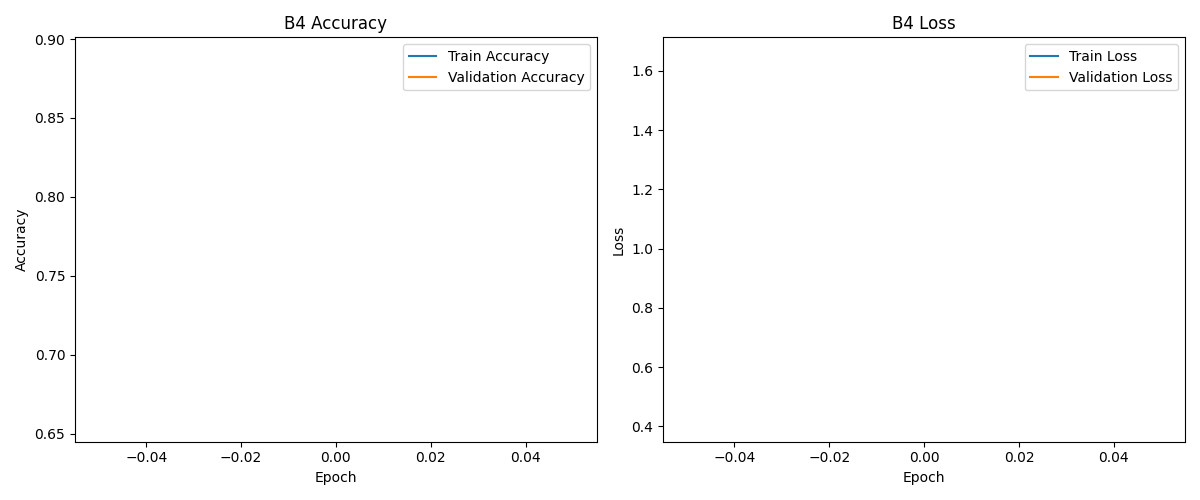 B4 Accuracy
0.90
0.85
0.80
0.75
0.70
0.65
Accuracy
Train Accuracy
Validation Accuracy
−0.04 −0.02 0.00 0.02 0.04
Epoch
B4 Loss
1.6
1.4
1.2
1.0
0.8
0.6
0.4
Loss
Train Loss
Validation Loss
−0.04 −0.02 0.00 0.02 0.04
Epoch